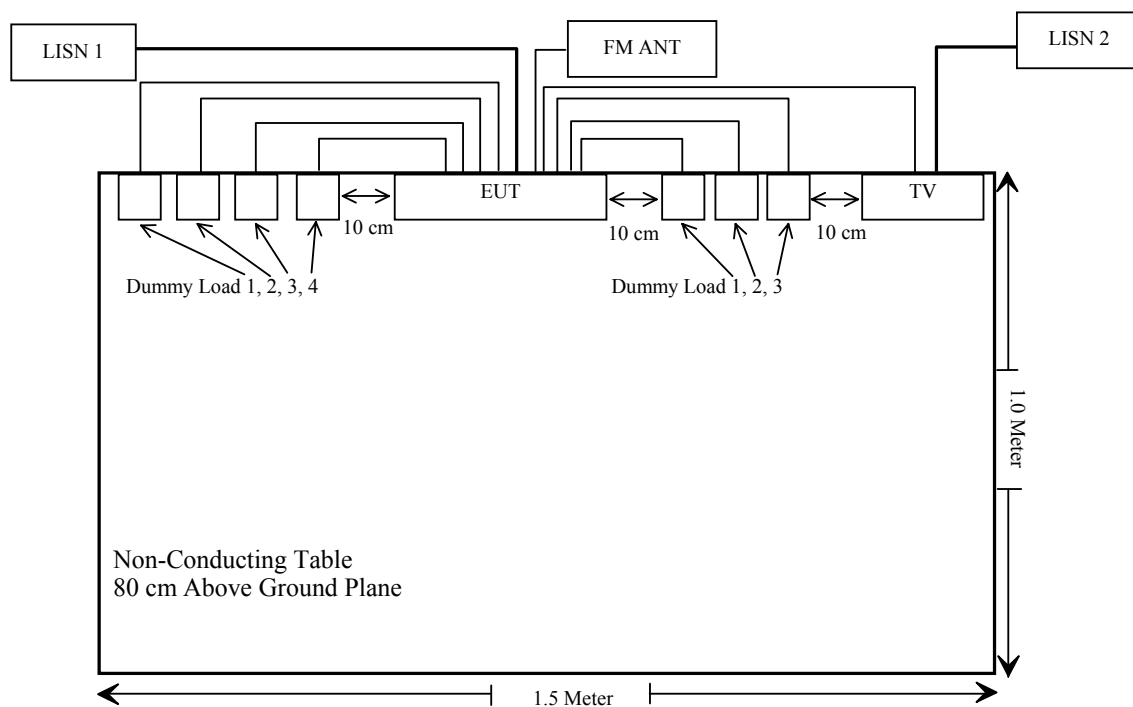 LISN 1
FM ANT
LISN 2
EUT
TV
10 cm
10 cm
10 cm
Dummy Load 1, 2, 3, 4
Dummy Load 1, 2, 3
1.0 Meter
Non-Conducting Table
80 cm Above Ground Plane
1.5 Meter